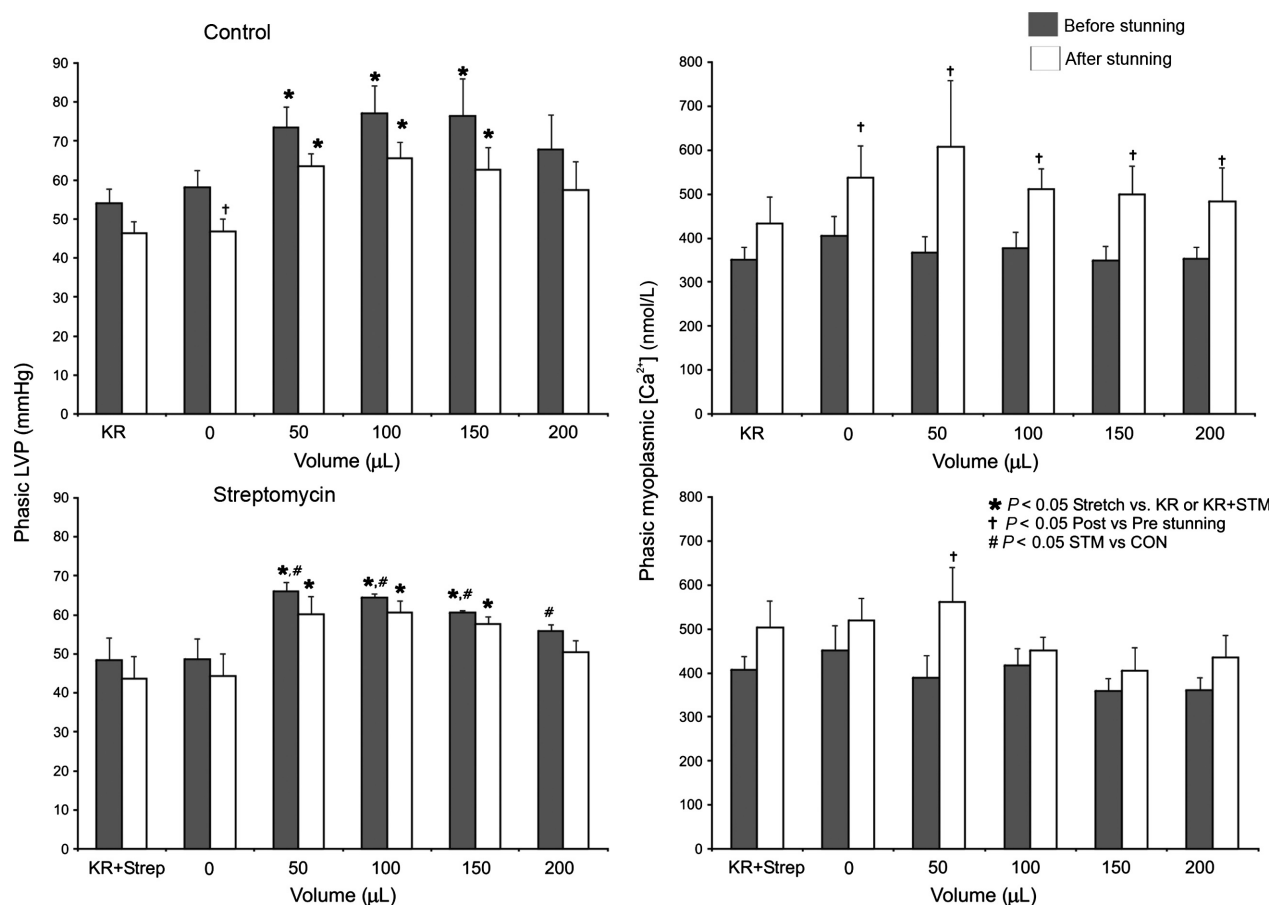 Control
Before stunning
After stunning
90
80
70
60
50
40
30
20
10
0
* * *
* * *
†
KR 0 50 100 150 200
Volume (μL)
Phasic LVP (mmHg)
800
700
600
500
400
300
200
100
0
† † † † †
KR 0 50 100 150 200
Volume (μL)
Phasic myoplasmic [Ca²⁺] (nmol/L)
Streptomycin
90
80
70
60
50
40
30
20
10
0
*,# * *,# * *,# * #
KR+Strep 0 50 100 150 200
Volume (μL)
* P < 0.05 Stretch vs. KR or KR+STM
† P < 0.05 Post vs Pre stunning
# P < 0.05 STM vs CON
800
700
600
500
400
300
200
100
0
†
KR+Strep 0 50 100 150 200
Volume (μL)